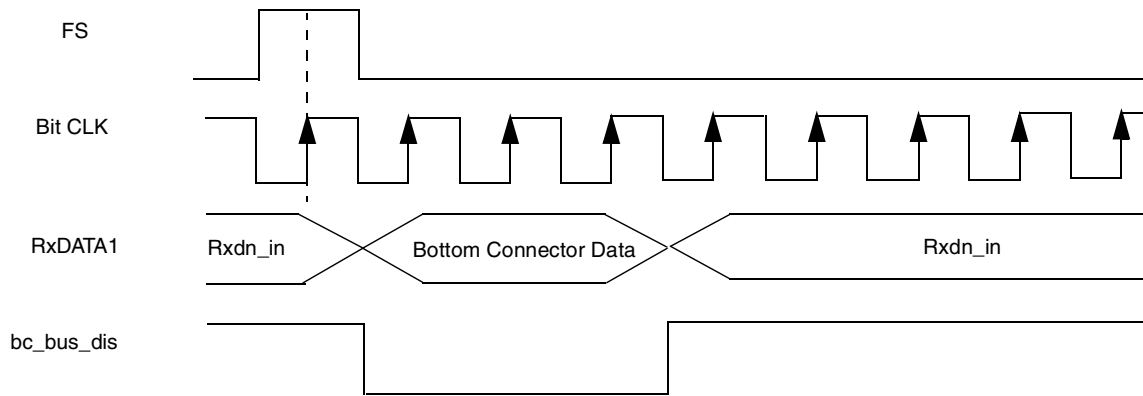 FS
Bit CLK
RxDATA1
Rxdn_in
Bottom Connector Data
Rxdn_in
bc_bus_dis